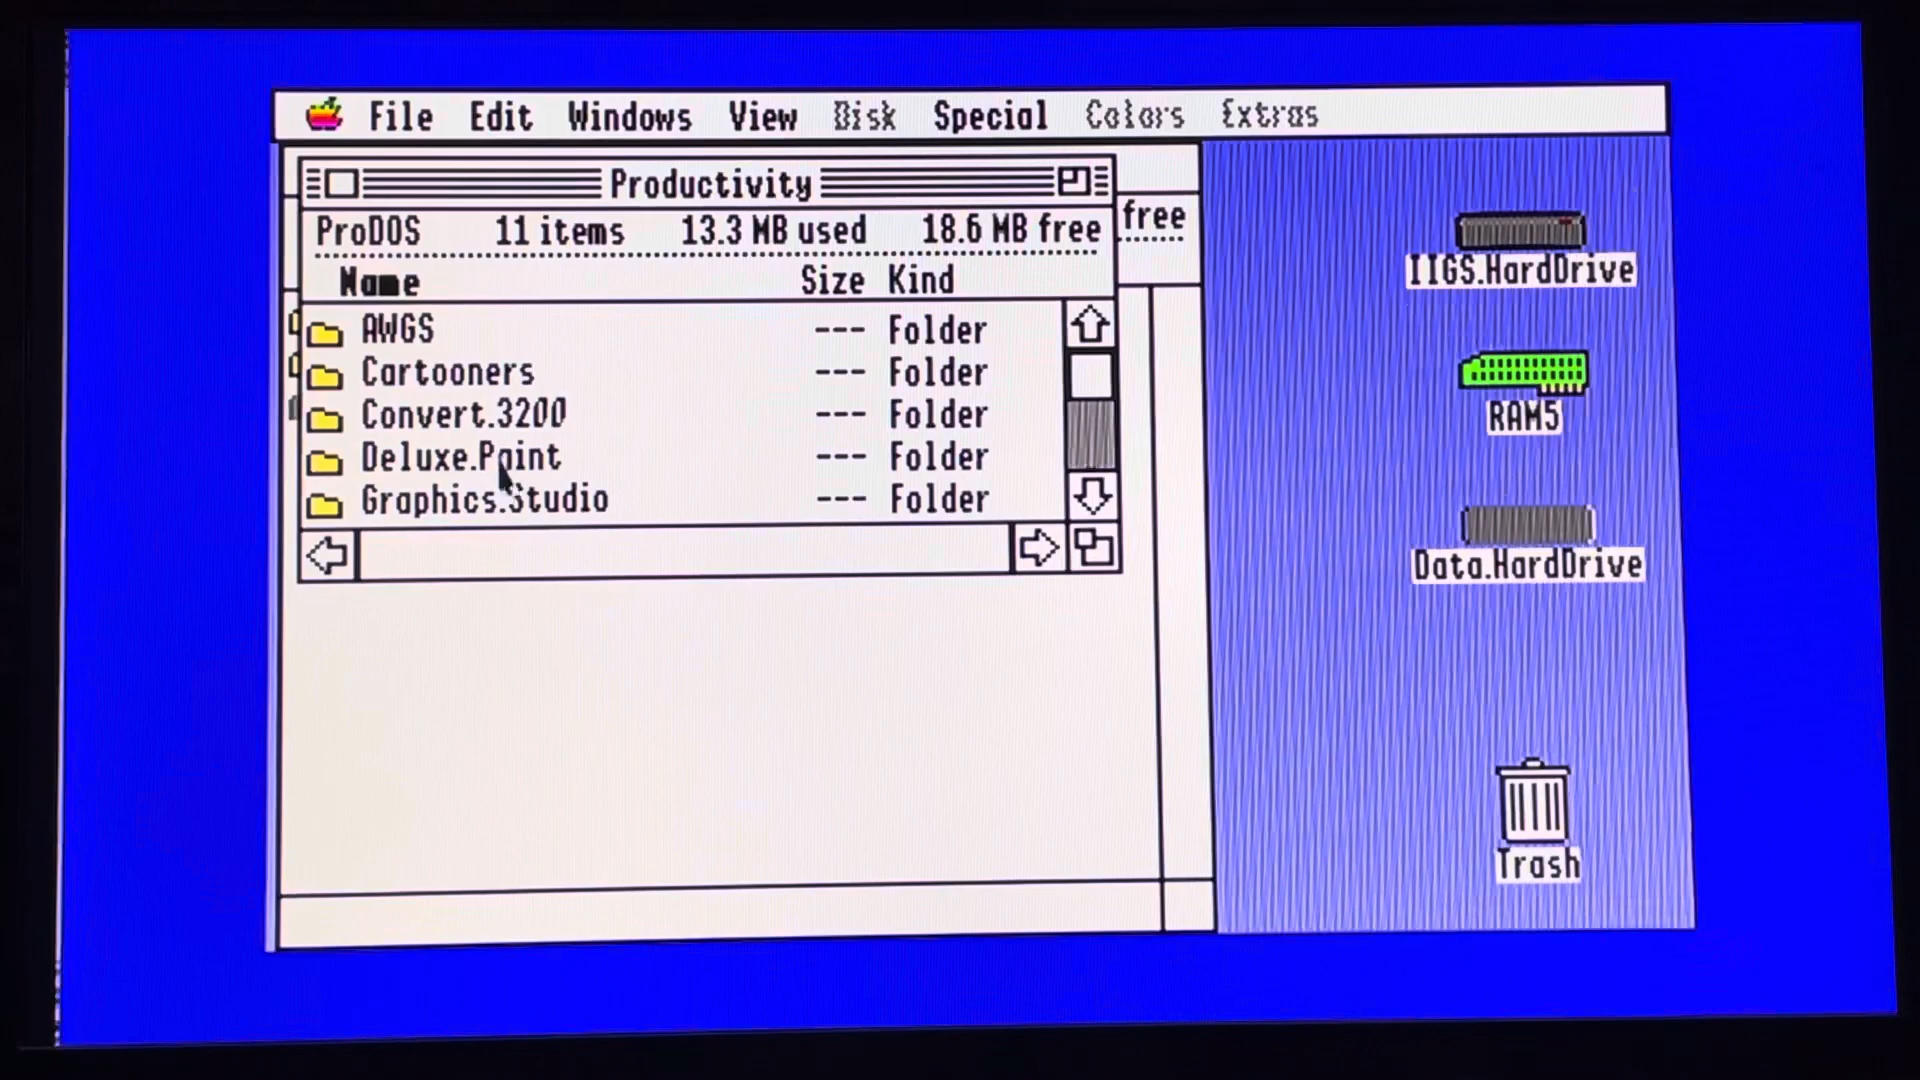 File Edit Windows View Disk Special Colors Extras
Productivity
ProDOS 11 items 13.3 MB used 18.6 MB free
free
Name Size Kind
AWGS --- Folder
Cartooners --- Folder
Convert.3200 --- Folder
Deluxe.Paint --- Folder
Graphics.Studio --- Folder
IIGS.HardDrive
RAM5
Data.HardDrive
Trash